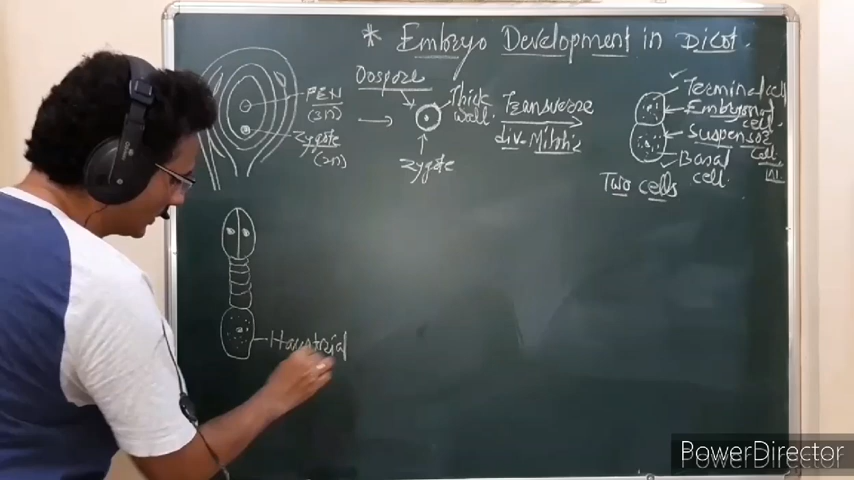 * Embryo Development in Dicot.
Oospore
PEN
(3n)
Zygote
(2n)
Thick
wall.
Zygote
Transverse
div-Mitotic
Terminal cell
Embryonal
cell.
Suspensor
cell.
Basal
cell.
Two cells
Haustorial
PowerDirector